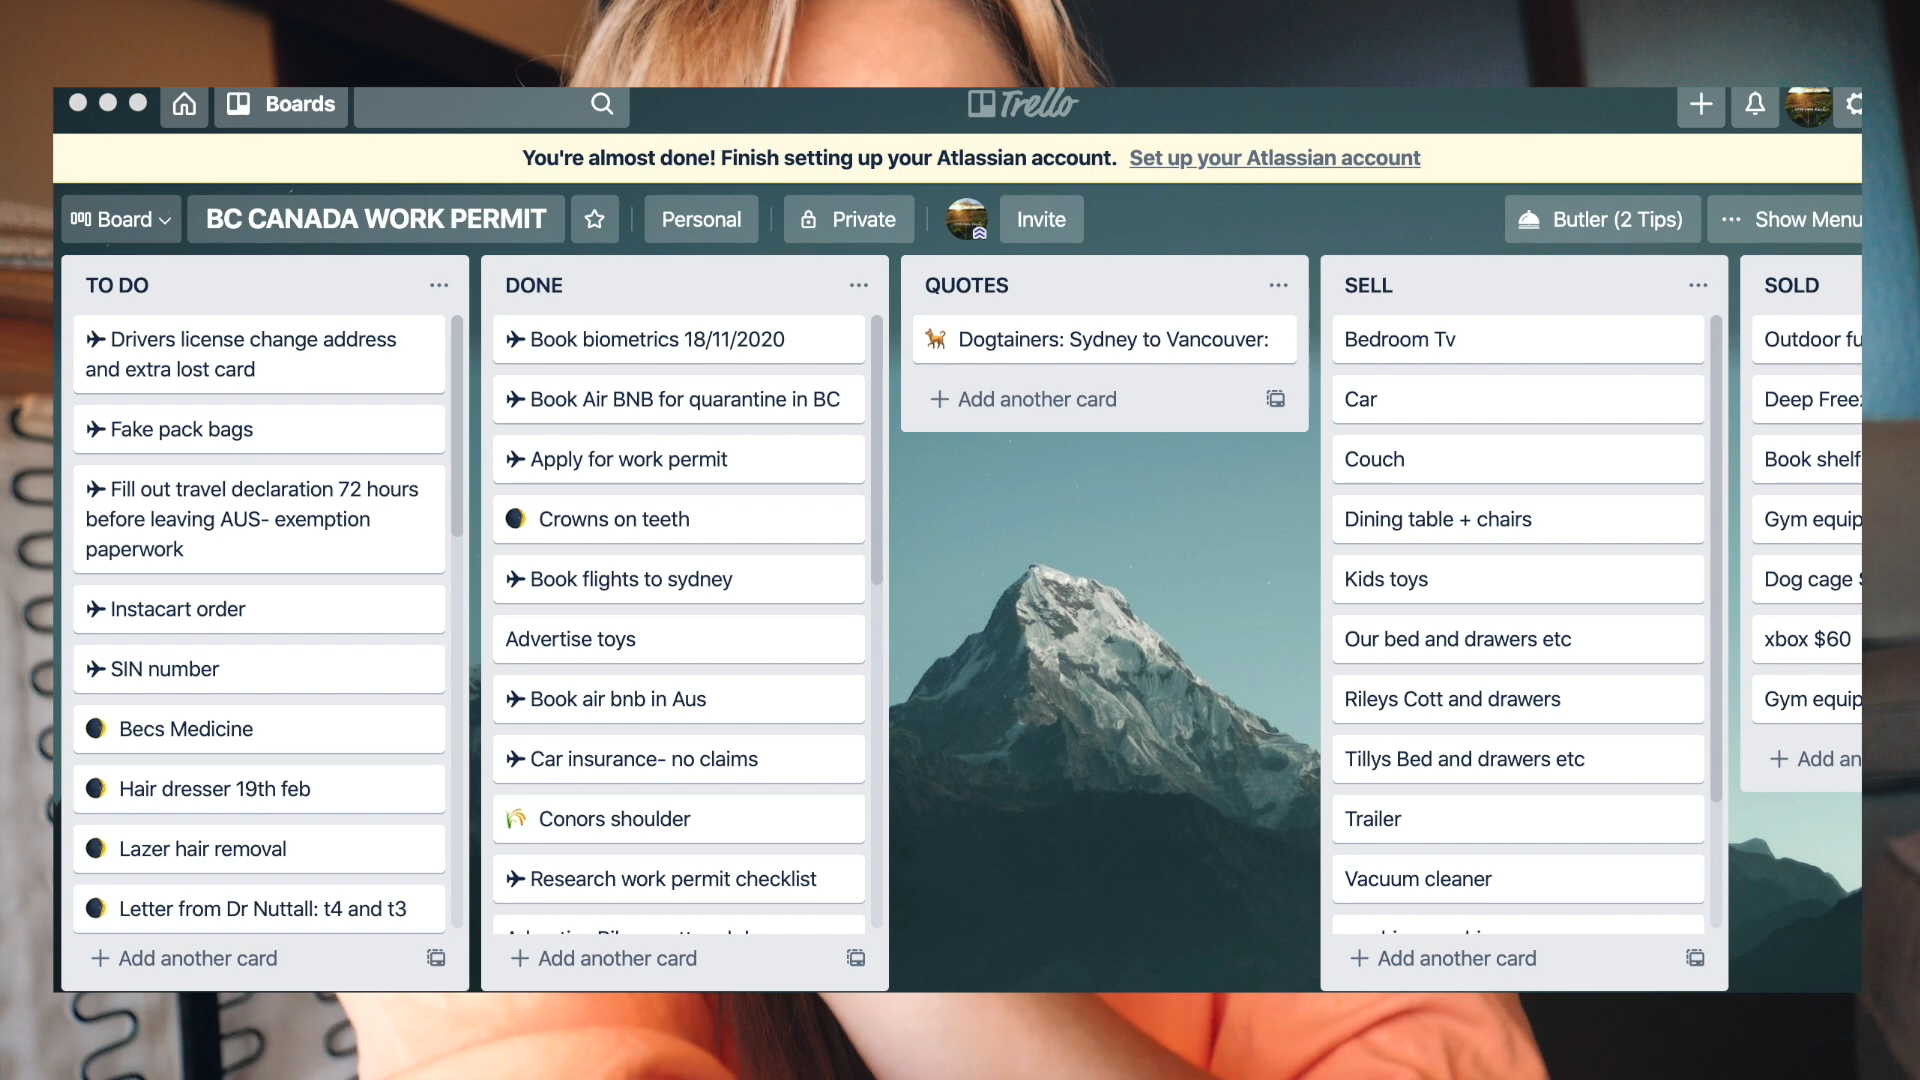 Boards
Trello
You're almost done! Finish setting up your Atlassian account. Set up your Atlassian account
Board
BC CANADA WORK PERMIT
Personal
Private
Invite
Butler (2 Tips)
Show Menu
TO DO
Drivers license change address
and extra lost card
Fake pack bags
Fill out travel declaration 72 hours
before leaving AUS- exemption
paperwork
Instacart order
SIN number
Becs Medicine
Hair dresser 19th feb
Lazer hair removal
Letter from Dr Nuttall: t4 and t3
Add another card
DONE
Book biometrics 18/11/2020
Book Air BNB for quarantine in BC
Apply for work permit
Crowns on teeth
Book flights to sydney
Advertise toys
Book air bnb in Aus
Car insurance- no claims
Conors shoulder
Research work permit checklist
Add another card
QUOTES
Dogtainers: Sydney to Vancouver:
Add another card
SELL
Bedroom Tv
Car
Couch
Dining table + chairs
Kids toys
Our bed and drawers etc
Rileys Cott and drawers
Tillys Bed and drawers etc
Trailer
Vacuum cleaner
Add another card
SOLD
Outdoor fu
Deep Free
Book shelf
Gym equip
Dog cage
xbox $60
Gym equip
Add an